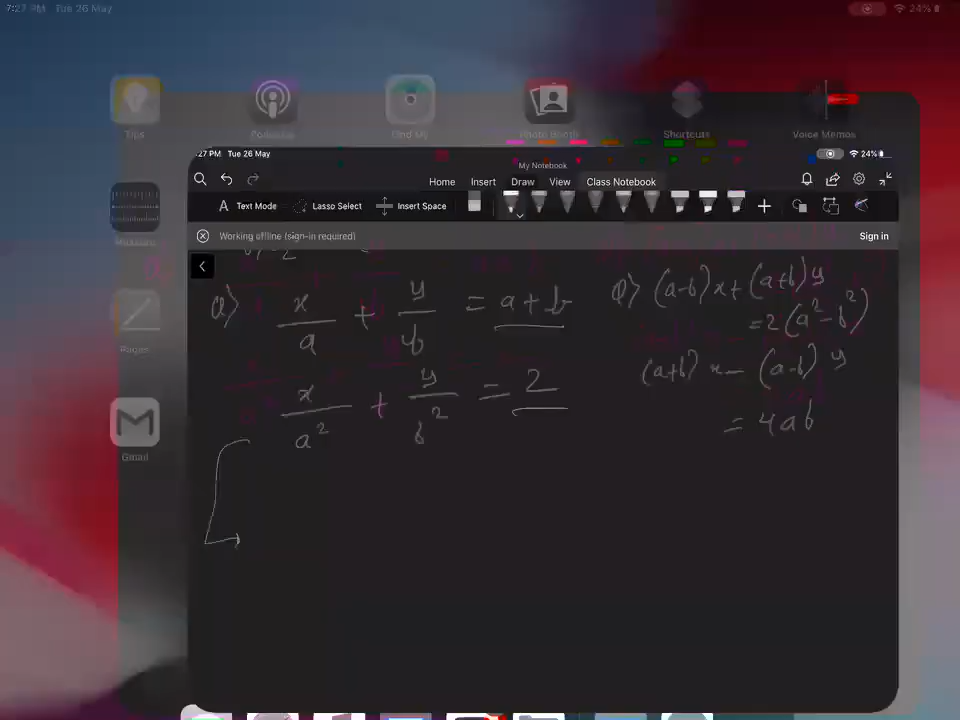 7:27 PM Tue 26 May
24%
Tips
Podcasts
Find My
Photo Booth
Shortcuts
Voice Memos
:27 PM Tue 26 May
24%
My Notebook
Home Insert Draw View Class Notebook
A Text Mode Lasso Select Insert Space
Working offline (sign-in required) Sign in
Measure
Pages
Gmail
Q> x/a + y/b = a + b
x/a² + y/b² = 2
Q> (a-b)x + (a+b)y
= 2(a² - b²)
(a+b) x - (a-b) y
= 4ab